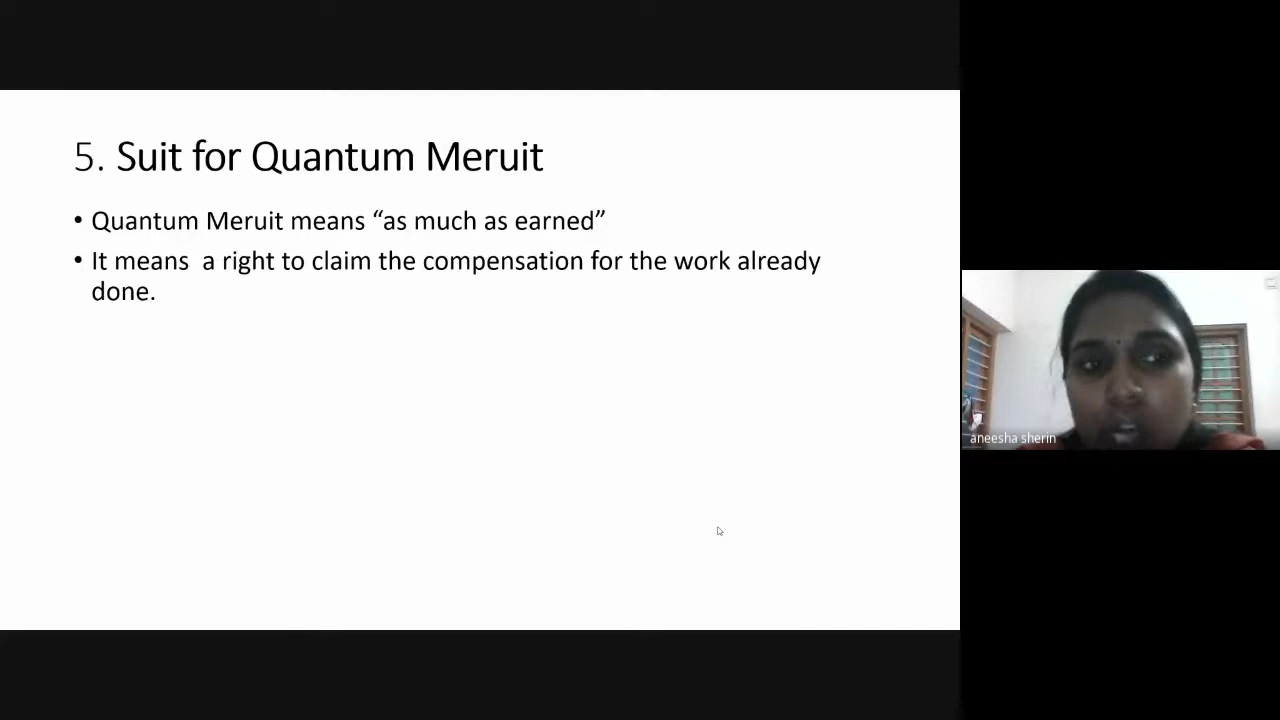 5. Suit for Quantum Meruit
• Quantum Meruit means “as much as earned”
• It means  a right to claim the compensation for the work already
done.
aneesha sherin